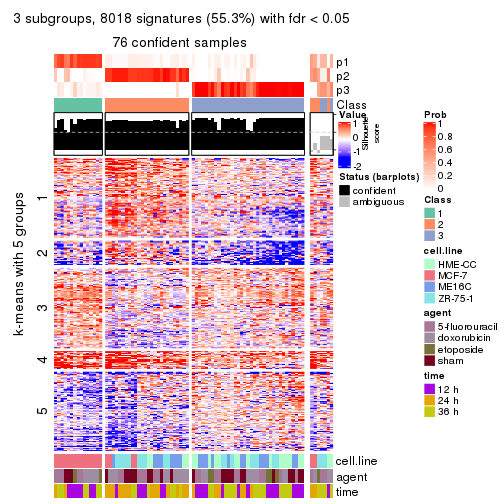 3 subgroups, 8018 signatures (55.3%) with fdr < 0.05
76 confident samples
p1
p2
p3
Class
Silhouette
score
k-means with 5 groups
1
2
3
4
5
cell.line
agent
time
Value
1
0
-1
-2
Status (barplots)
confident
ambiguous
Prob
1
0.8
0.6
0.4
0.2
0
Class
1
2
3
cell.line
HME-CC
MCF-7
ME16C
ZR-75-1
agent
5-fluorouracil
doxorubicin
etoposide
sham
time
12 h
24 h
36 h